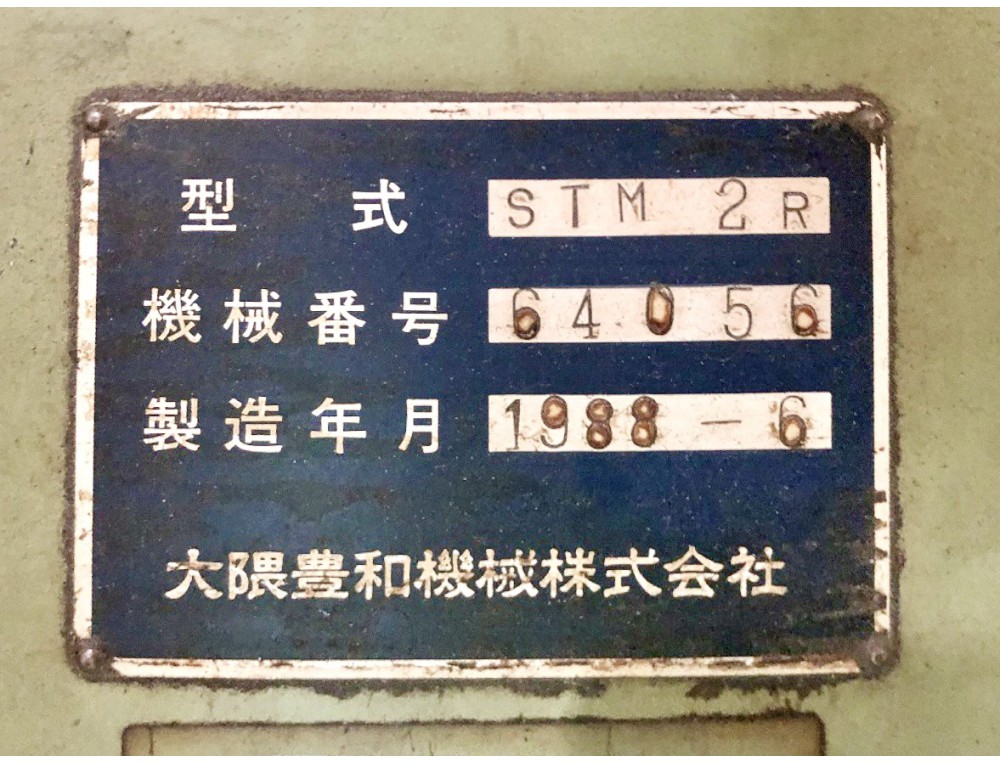 型式 STM 2R
機械番号 64056
製造年月 1988-6
大隈豊和機械株式会社